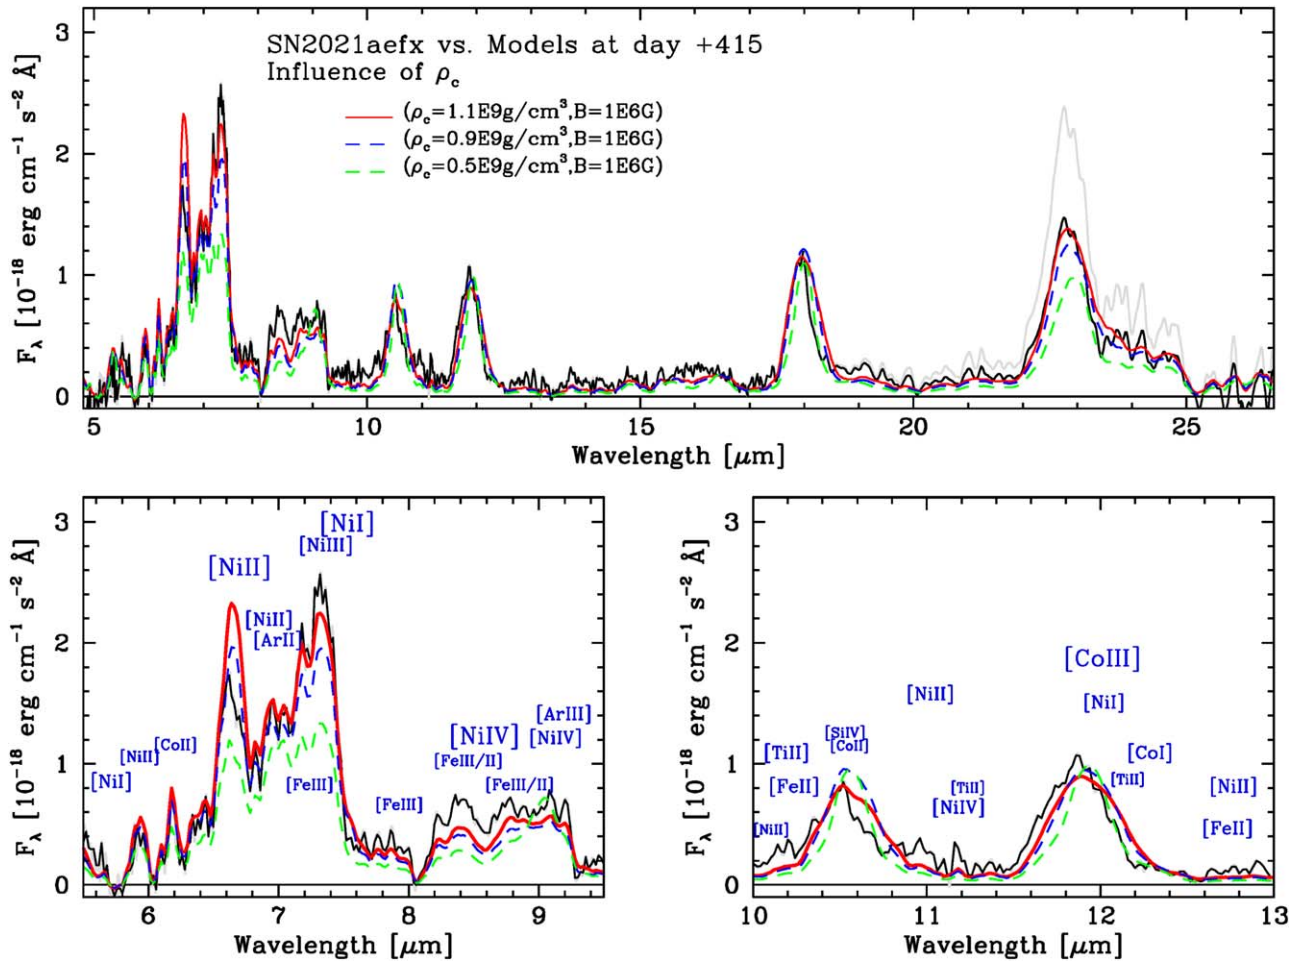 SN2021aefx vs. Models at day +415
Influence of ρc
(ρc=1.1E9g/cm³,B=1E6G)
(ρc=0.9E9g/cm³,B=1E6G)
(ρc=0.5E9g/cm³,B=1E6G)
Fλ [10⁻¹⁸ erg cm⁻¹ s⁻² Å]
3
2
1
0
5 10 15 20 25
Wavelength [μm]
Fλ [10⁻¹⁸ erg cm⁻¹ s⁻² Å]
3
2
1
0
[NiI]
[NiIII]
[NiII]
[NiII]
[ArII]
[ArIII]
[NiIV] [NiIV]
[CoII]
[NiII]
[FeIII/II]
[NiI] [FeIII] [FeIII/II]
[FeIII]
6 7 8 9
Wavelength [μm]
Fλ [10⁻¹⁸ erg cm⁻¹ s⁻² Å]
3
2
1
0
[CoIII]
[NiII] [NiI]
[SiIV]
[TiII] [CoII] [CoI]
[FeII] [TiII] [TiII] [NiII]
[NiIV]
[NiII] [FeII]
10 11 12 13
Wavelength [μm]